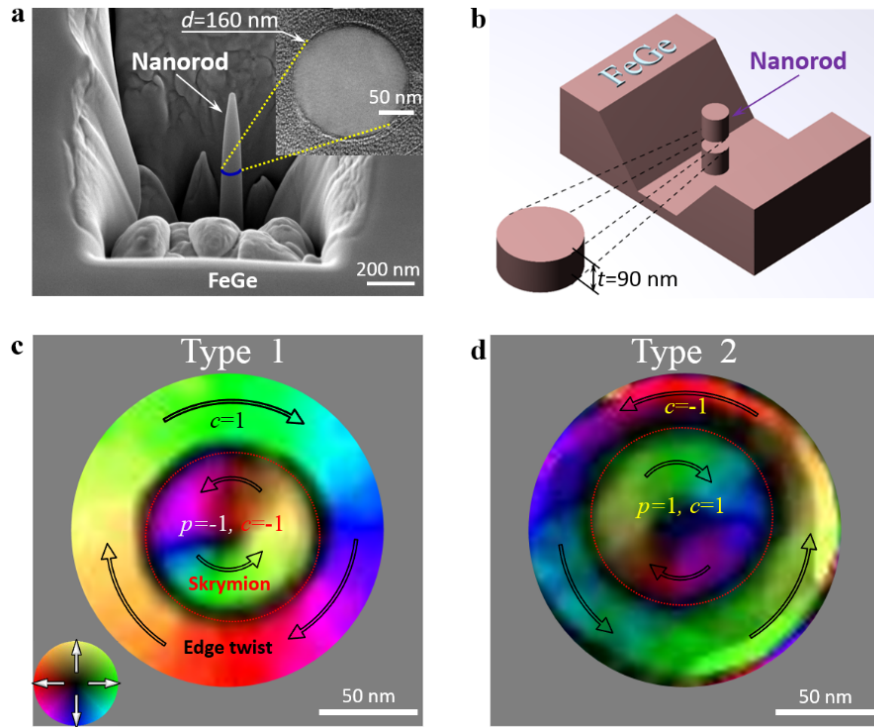 a
d=160 nm
Nanorod
50 nm
FeGe
200 nm
b
FeGe
Nanorod
t=90 nm
c
Type 1
c=1
p=-1, c=-1
Skrymion
Edge twist
50 nm
d
Type 2
c=-1
p=1, c=1
50 nm